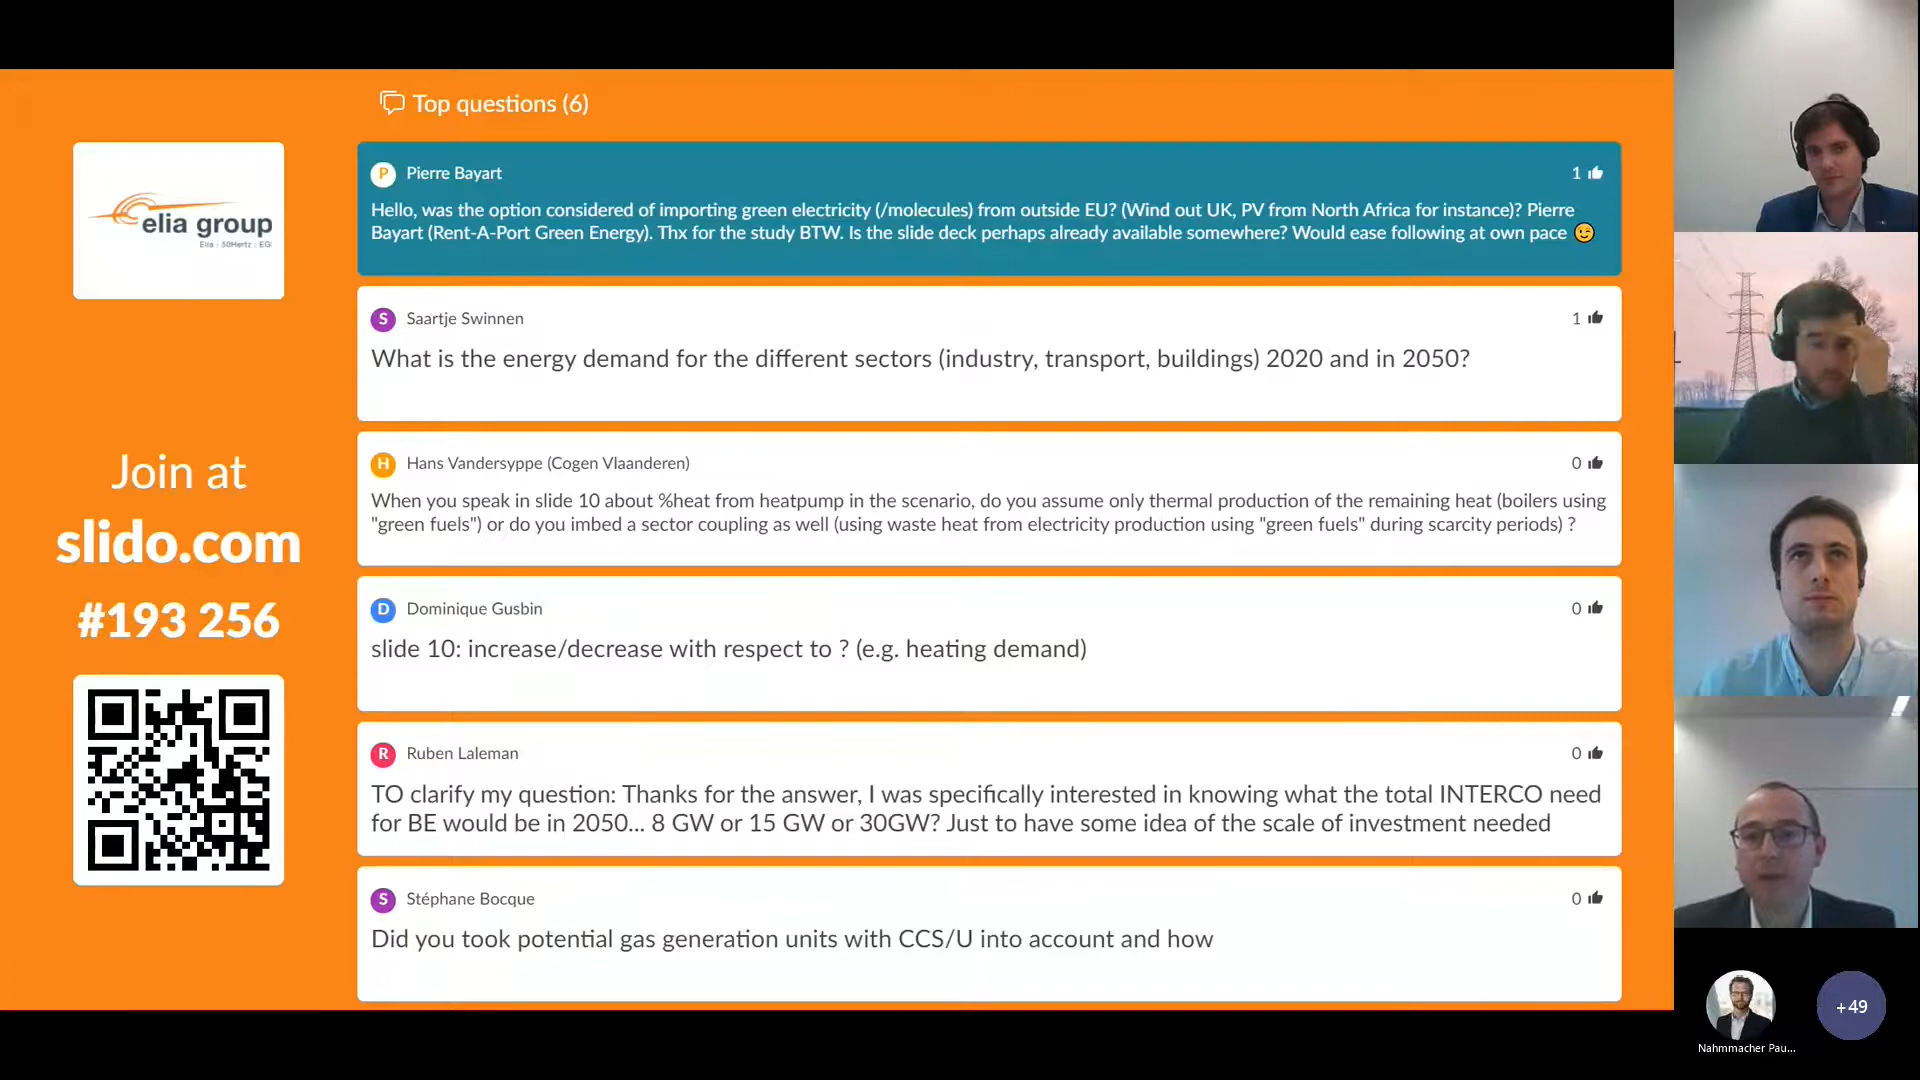 Top questions (6)
elia group
Elia | 50Hertz | EGI
Join at
slido.com
#193 256
P Pierre Bayart 1
Hello, was the option considered of importing green electricity (/molecules) from outside EU? (Wind out UK, PV from North Africa for instance)? Pierre
Bayart (Rent-A-Port Green Energy). Thx for the study BTW. Is the slide deck perhaps already available somewhere? Would ease following at own pace 😉
S Saartje Swinnen 1
What is the energy demand for the different sectors (industry, transport, buildings) 2020 and in 2050?
H Hans Vandersyppe (Cogen Vlaanderen) 0
When you speak in slide 10 about %heat from heatpump in the scenario, do you assume only thermal production of the remaining heat (boilers using
"green fuels") or do you imbed a sector coupling as well (using waste heat from electricity production using "green fuels" during scarcity periods) ?
D Dominique Gusbin 0
slide 10: increase/decrease with respect to ? (e.g. heating demand)
R Ruben Laleman 0
TO clarify my question: Thanks for the answer, I was specifically interested in knowing what the total INTERCO need
for BE would be in 2050... 8 GW or 15 GW or 30GW? Just to have some idea of the scale of investment needed
S Stéphane Bocque 0
Did you took potential gas generation units with CCS/U into account and how
+49
Nahmmacher Pau...